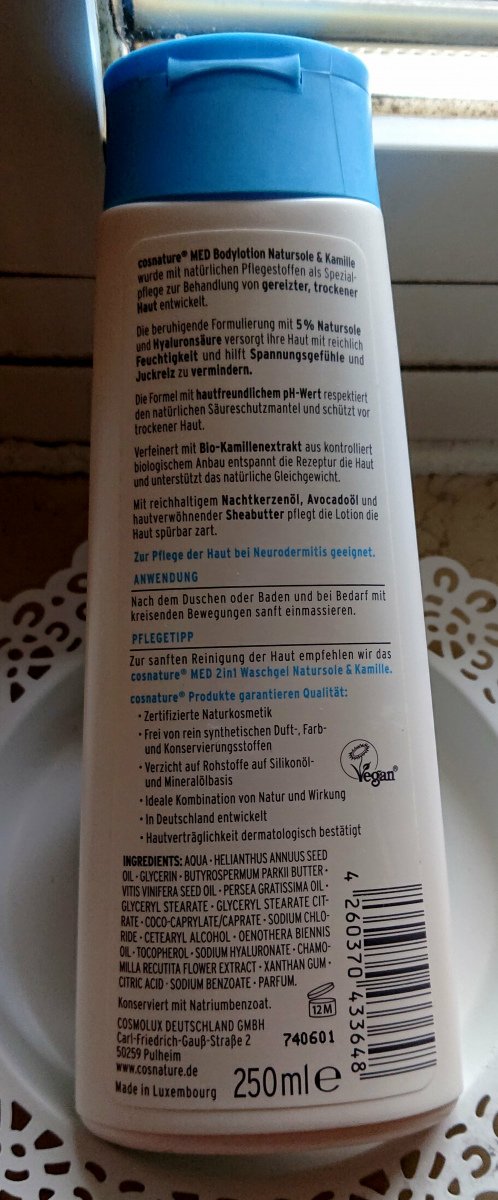 cosnature® MED Bodylotion Natursole & Kamille
wurde mit natürlichen Pflegestoffen als Spezial-
pflege zur Behandlung von gereizter, trockener
Haut entwickelt.
Die beruhigende Formulierung mit 5% Natursole
und Hyaluronsäure versorgt Ihre Haut mit reichlich
Feuchtigkeit und hilft Spannungsgefühle und
Juckreiz zu vermindern.
Die Formel mit hautfreundlichem pH-Wert respektiert
den natürlichen Säureschutzmantel und schützt vor
trockener Haut.
Verfeinert mit Bio-Kamillenextrakt aus kontrolliert
biologischem Anbau entspannt die Rezeptur die Haut
und unterstützt das natürliche Gleichgewicht.
Mit reichhaltigem Nachtkerzenöl, Avocadoöl und
hautverwöhnender Sheabutter pflegt die Lotion die
Haut spürbar zart.
Zur Pflege der Haut bei Neurodermitis geeignet.
ANWENDUNG
Nach dem Duschen oder Baden und bei Bedarf mit
kreisenden Bewegungen sanft einmassieren.
PFLEGETIPP
Zur sanften Reinigung der Haut empfehlen wir das
cosnature® MED 2in1 Waschgel Natursole & Kamille.
cosnature® Produkte garantieren Qualität:
• Zertifizierte Naturkosmetik
• Frei von rein synthetischen Duft-, Farb-
und Konservierungsstoffen
• Verzicht auf Rohstoffe auf Silikonöl-
und Mineralölbasis
• Ideale Kombination von Natur und Wirkung
• In Deutschland entwickelt
• Hautverträglichkeit dermatologisch bestätigt
Vegan®
INGREDIENTS: AQUA · HELIANTHUS ANNUUS SEED
OIL · GLYCERIN · BUTYROSPERMUM PARKII BUTTER ·
VITIS VINIFERA SEED OIL · PERSEA GRATISSIMA OIL ·
GLYCERYL STEARATE · GLYCERYL STEARATE CIT-
RATE · COCO-CAPRYLATE/CAPRATE · SODIUM CHLO-
RIDE · CETEARYL ALCOHOL · OENOTHERA BIENNIS
OIL · TOCOPHEROL · SODIUM HYALURONATE · CHAMO-
MILLA RECUTITA FLOWER EXTRACT · XANTHAN GUM ·
CITRIC ACID · SODIUM BENZOATE · PARFUM.
Konserviert mit Natriumbenzoat.
COSMOLUX DEUTSCHLAND GMBH
Carl-Friedrich-Gauß-Straße 2
50259 Pulheim
www.cosnature.de
Made in Luxembourg
12M
740601
250ml e
4 260370 433648